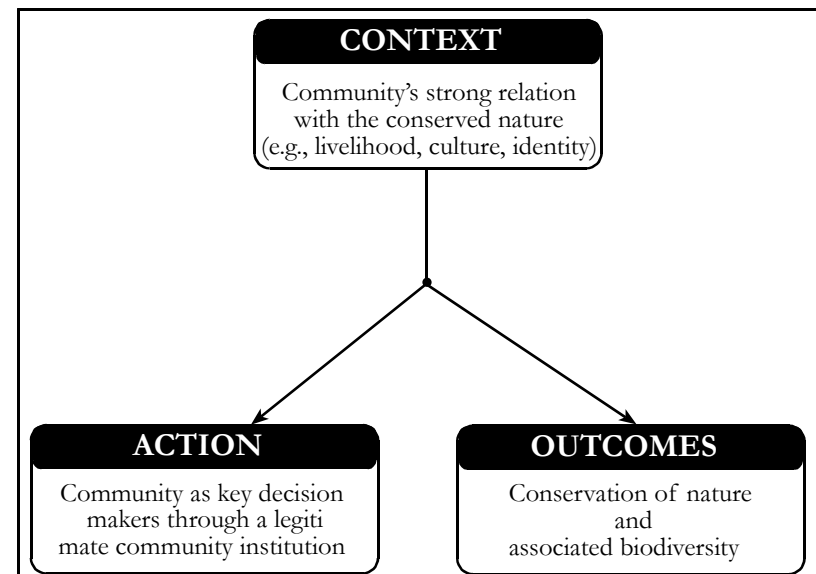 CONTEXT
Community’s strong relation
with the conserved nature
(e.g., livelihood, culture, identity)
ACTION
Community as key decision
makers through a legiti
mate community institution
OUTCOMES
Conservation of nature
and
associated biodiversity